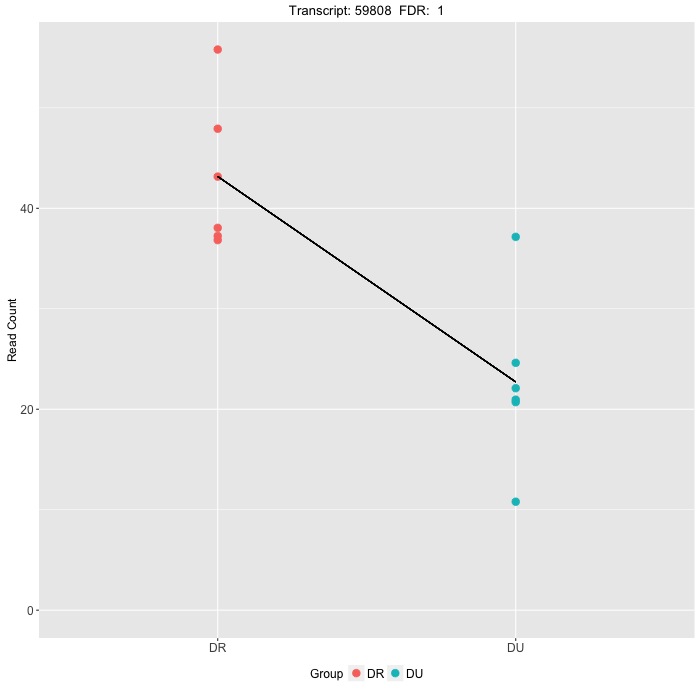 Transcript: 59808  FDR:  1
Read Count
40
20
0
DR DU
Group DR DU